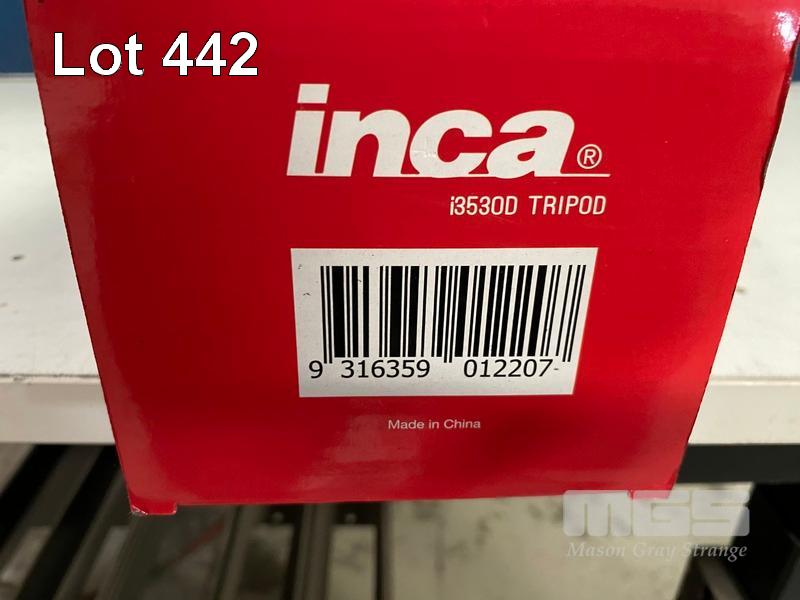 Lot 442
inca®
i3530D TRIPOD
9 316359 012207
Made in China
MGS
Mason Gray Strange